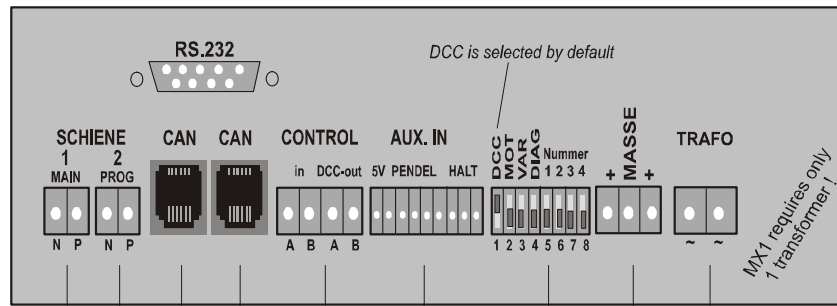 RS.232
DCC is selected by default
SCHIENE CAN CAN CONTROL AUX. IN DCC MOT VAR DIAG Nummer + MASSE + TRAFO
1 2 1 2 3 4
MAIN PROG in DCC-out 5V PENDEL HALT
N P N P A B A B 1 2 3 4 5 6 7 8 ~ ~
MX1 requires only
1 transformer !